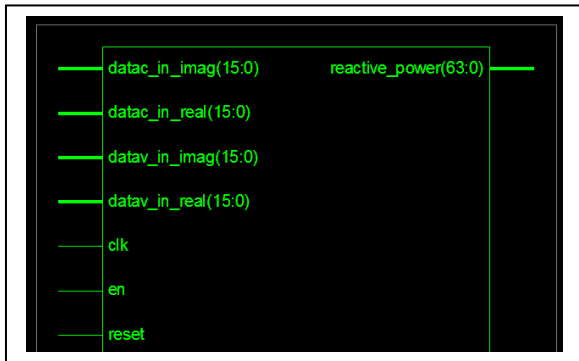 datac_in_imag(15:0) reactive_power(63:0)
datac_in_real(15:0)
datav_in_imag(15:0)
datav_in_real(15:0)
clk
en
reset